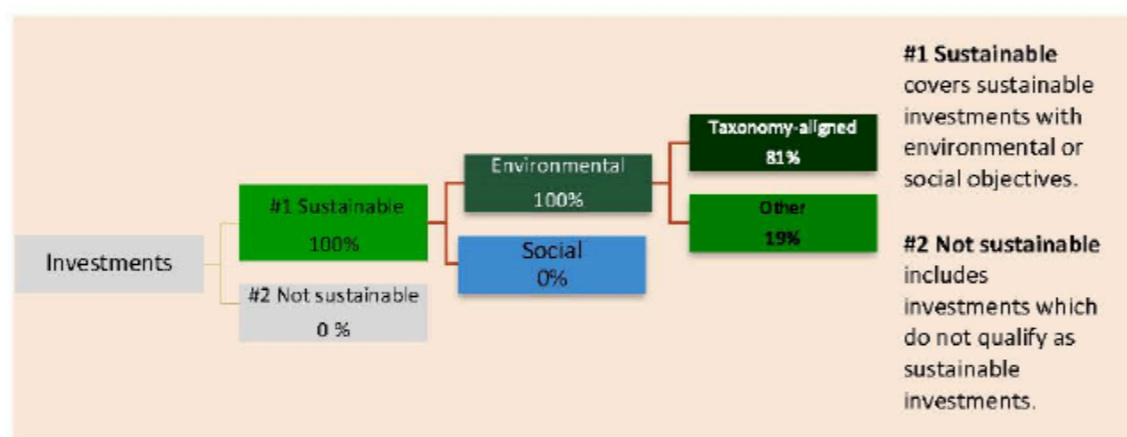 Investments
#1 Sustainable
100%
#2 Not sustainable
0 %
Environmental
100%
Social
0%
Taxonomy-aligned
81%
Other
19%
#1 Sustainable
covers sustainable
investments with
environmental or
social objectives.
#2 Not sustainable
includes
investments which
do not qualify as
sustainable
investments.